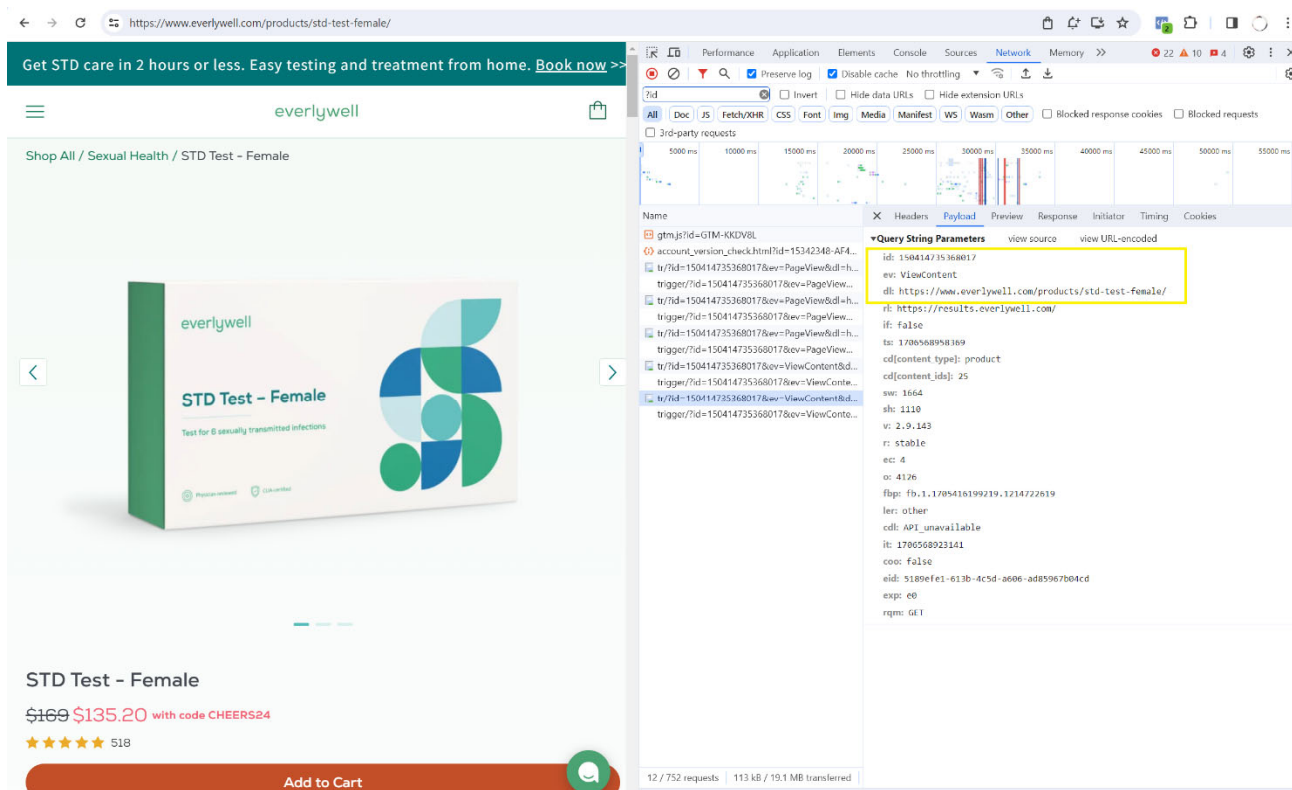 https://www.everlywell.com/products/std-test-female/
2
Get STD care in 2 hours or less. Easy testing and treatment from home. Book now >>
everlywell
Shop All / Sexual Health / STD Test - Female
everlywell
STD Test – Female
Test for 6 sexually transmitted infections
Physician reviewed
CLIA certified
STD Test - Female
$169 $135.20 with code CHEERS24
518
Add to Cart
Performance Application Elements Console Sources Network Memory 22 10 4
Preserve log Disable cache No throttling
?id Invert Hide data URLs Hide extension URLs
All Doc JS Fetch/XHR CSS Font Img Media Manifest WS Wasm Other Blocked response cookies Blocked requests
3rd-party requests
5000 ms 10000 ms 15000 ms 20000 ms 25000 ms 30000 ms 35000 ms 40000 ms 45000 ms 50000 ms 55000 ms
Name
gtm.js?id=GTM-KKDV8L
account_version_check.html?id=15342348-AF4...
tr/?id=150414735368017&ev=PageView&dl=h...
trigger/?id=150414735368017&ev=PageView...
tr/?id=150414735368017&ev=PageView&dl=h...
trigger/?id=150414735368017&ev=PageView...
tr/?id=150414735368017&ev=PageView&dl=h...
trigger/?id=150414735368017&ev=PageView...
tr/?id=150414735368017&ev=ViewContent&d...
trigger/?id=150414735368017&ev=ViewConte...
tr/?id=150414735368017&ev=ViewContent&d...
trigger/?id=150414735368017&ev=ViewConte...
12 / 752 requests 113 kB / 19.1 MB transferred
Headers Payload Preview Response Initiator Timing Cookies
Query String Parameters view source view URL-encoded
id: 150414735368017
ev: ViewContent
dl: https://www.everlywell.com/products/std-test-female/
rl: https://results.everlywell.com/
if: false
ts: 1706568958369
cd[content_type]: product
cd[content_ids]: 25
sw: 1664
sh: 1110
v: 2.9.143
r: stable
ec: 4
o: 4126
fbp: fb.1.1705416199219.1214722619
ler: other
cdl: API_unavailable
it: 1706568923141
coo: false
eid: 5189efe1-613b-4c5d-a606-ad85967b04cd
exp: e0
rqm: GET